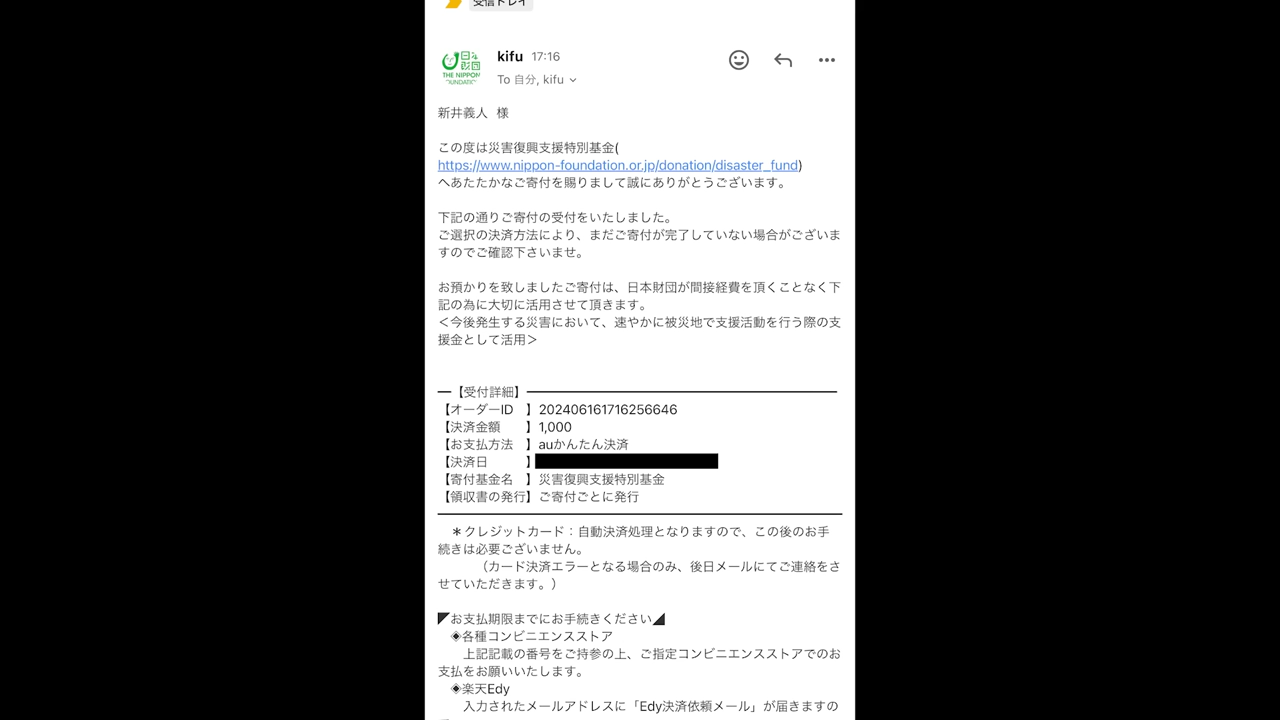 受信トレイ
kifu 17:16
To 自分, kifu
THE NIPPON
FOUNDATION
新井義人 様
この度は災害復興支援特別基金(
https://www.nippon-foundation.or.jp/donation/disaster_fund)
へあたたかなご寄付を賜りまして誠にありがとうございます。
下記の通りご寄付の受付をいたしました。
ご選択の決済方法により、まだご寄付が完了していない場合がございま
すのでご確認下さいませ。
お預かりを致しましたご寄付は、日本財団が間接経費を頂くことなく下
記の為に大切に活用させて頂きます。
＜今後発生する災害において、速やかに被災地で支援活動を行う際の支
援金として活用＞
━【受付詳細】━━━━━━━━━━━━━━━━━━━━━━━━
【オーダーID 】202406161716256646
【決済金額 】1,000
【お支払方法 】auかんたん決済
【決済日 】
【寄付基金名 】災害復興支援特別基金
【領収書の発行】ご寄付ごとに発行
＊クレジットカード：自動決済処理となりますので、この後のお手
続きは必要ございません。
（カード決済エラーとなる場合のみ、後日メールにてご連絡をさ
せていただきます。）
◤お支払期限までにお手続きください◢
◈各種コンビニエンスストア
上記記載の番号をご持参の上、ご指定コンビニエンスストアでのお
支払をお願いいたします。
◈楽天Edy
入力されたメールアドレスに「Edy決済依頼メール」が届きますの